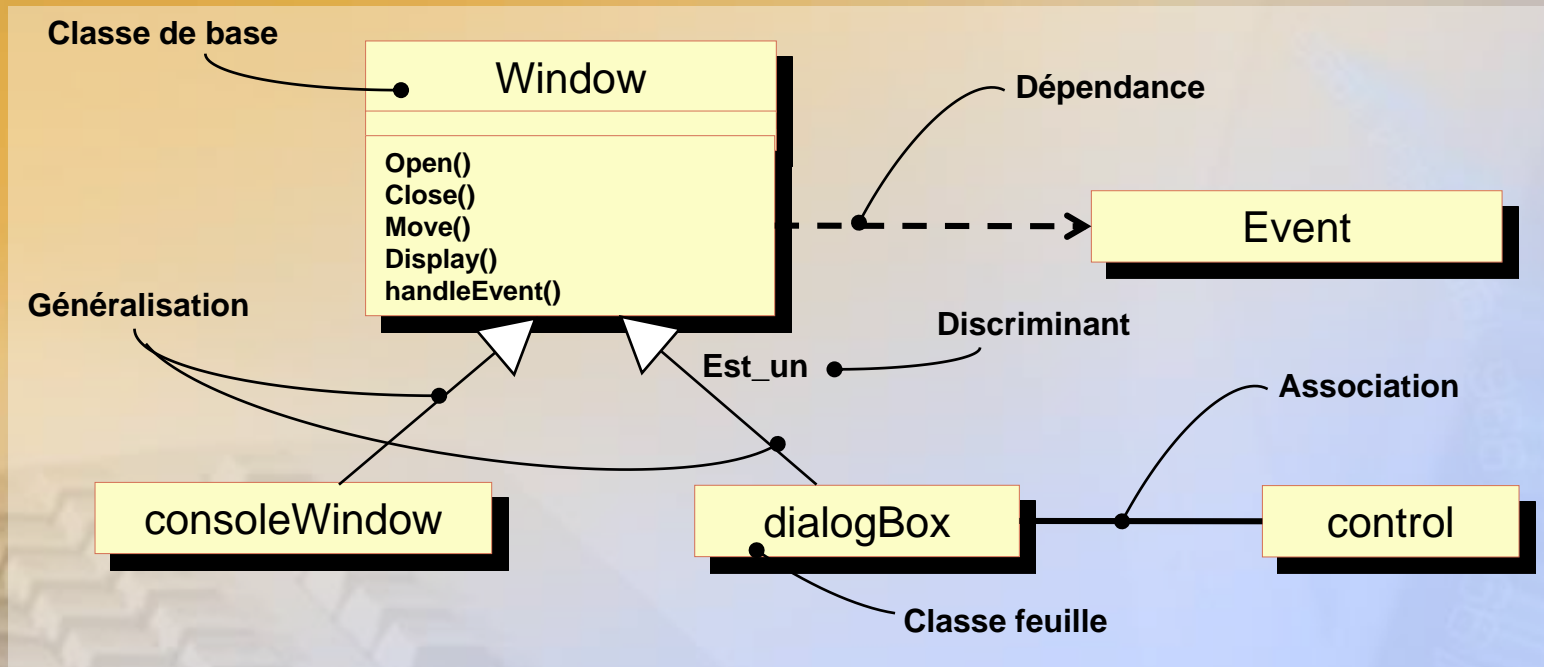 Classe de base
Window
Dépendance
Open()
Close()
Move()
Display()
handleEvent()
Event
Généralisation
Discriminant
Est_un
Association
consoleWindow
dialogBox
control
Classe feuille